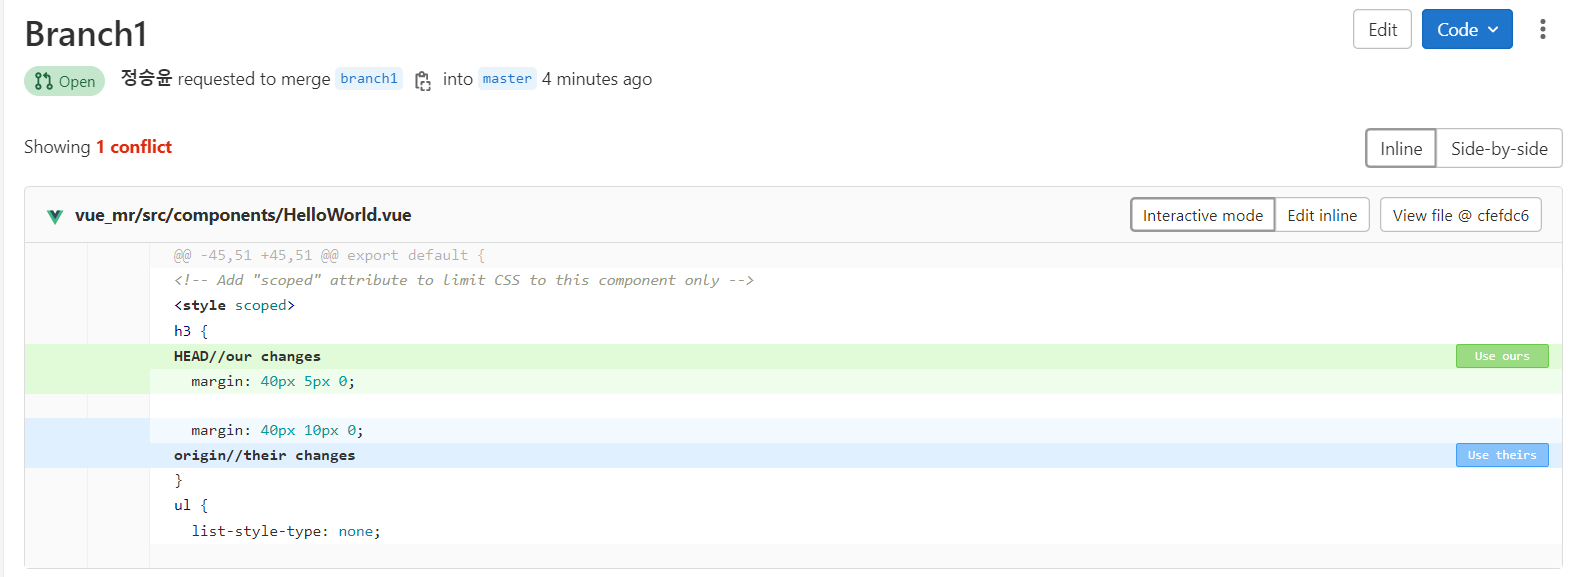 Branch1
Edit
Code
Open
정승윤 requested to merge branch1 into master 4 minutes ago
Showing 1 conflict
Inline
Side-by-side
vue_mr/src/components/HelloWorld.vue
Interactive mode
Edit inline
View file @ cfefdc6
@@ -45,51 +45,51 @@ export default {
<!-- Add "scoped" attribute to limit CSS to this component only -->
<style scoped>
h3 {
HEAD//our changes
Use ours
margin: 40px 5px 0;
margin: 40px 10px 0;
origin//their changes
Use theirs
}
ul {
list-style-type: none;